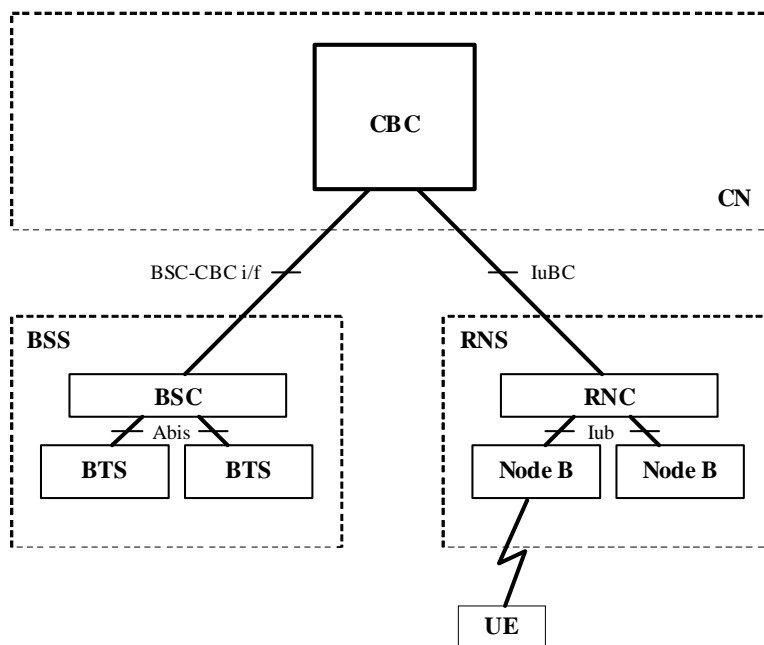 CBC
CN
BSC-CBC i/f
IuBC
BSS
RNS
BSC
RNC
Abis
Iub
BTS
BTS
Node B
Node B
UE